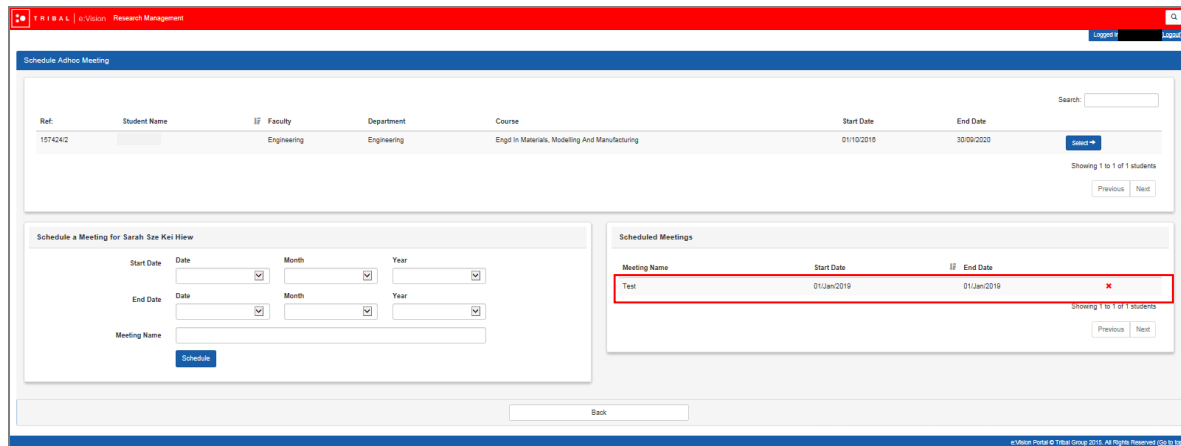 TRIBAL e:Vision Research Management
Logged in Logout
Schedule Adhoc Meeting
Search:
Ref: Student Name Faculty Department Course Start Date End Date
157424/2 Engineering Engineering Engd In Materials, Modelling And Manufacturing 01/10/2016 30/09/2020 Select
Showing 1 to 1 of 1 students
Previous Next
Schedule a Meeting for Sarah Sze Kei Hiew
Start Date Date Month Year
End Date Date Month Year
Meeting Name
Schedule
Scheduled Meetings
Meeting Name Start Date End Date
Test 01/Jan/2019 01/Jan/2019
Showing 1 to 1 of 1 students
Previous Next
Back
e:Vision Portal © Tribal Group 2015. All Rights Reserved (Go to top